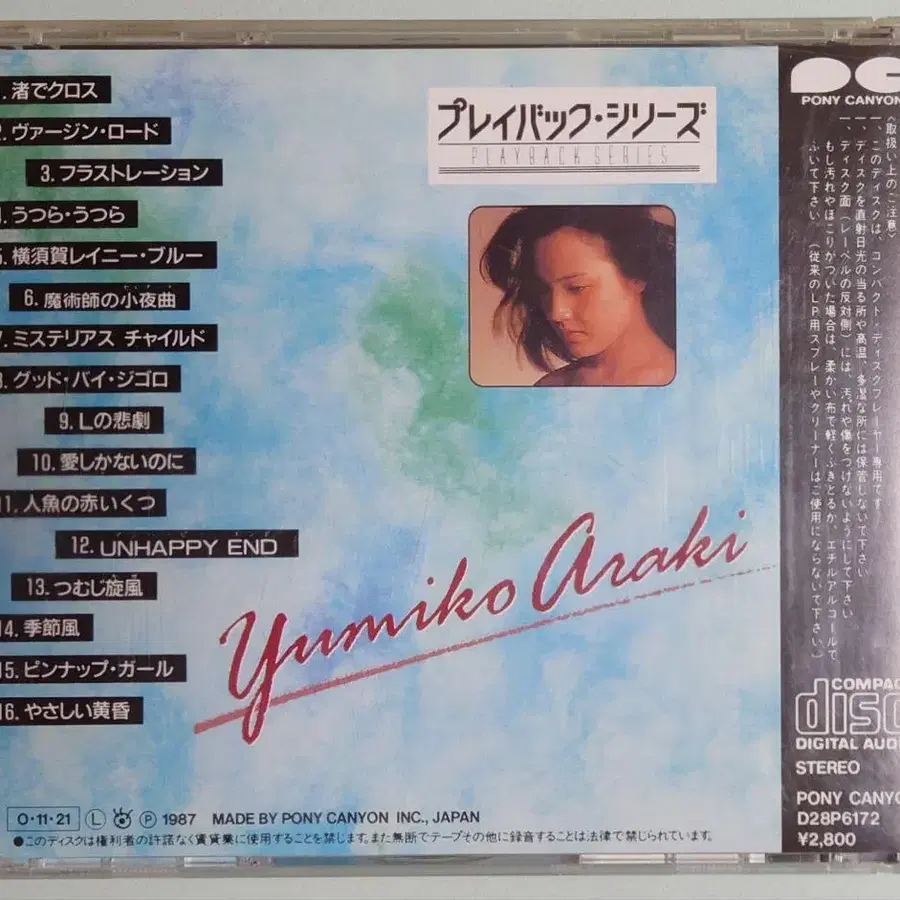 1. 渚でクロス
2. ヴァージン・ロード
3. フラストレーション
4. うつら・うつら
5. 横須賀レイニー・ブルー
6. 魔術師の小夜曲
7. ミステリアス チャイルド
8. グッド・バイ・ジゴロ
9. Lの悲劇
10. 愛しかないのに
11. 人魚の赤いくつ
12. UNHAPPY END
13. つむじ旋風
14. 季節風
15. ピンナップ・ガール
16. やさしい黄昏
プレイバック・シリーズ
PLAYBACK SERIES
Yumiko Araki
0・11・21 Ⓛ Ⓟ 1987 MADE BY PONY CANYON INC., JAPAN
●このディスクは権利者の許諾なく賃貸業に使用することを禁じます。また無断でテープその他に録音することは法律で禁じられています。
PC
PONY CANYON
〈取扱い上のご注意〉
一、このディスクは、コンパクト・ディスクプレーヤー専用です
一、ディスクを直射日光の当る所や高温、多湿な所には保管しないで下さい
一、ディスク面(レーベルの反対側)には、汚れや傷をつけないようにして下さい
もし汚れやほこりがついた場合は、柔かい布で軽くふきとるか、エチルアルコールで
ふいて下さい。(従来のLP用スプレーやクリーナーはご使用にならないで下さい。)
COMPAC
disc
DIGITAL AUDI
STEREO
PONY CANYO
D28P6172
¥2,800